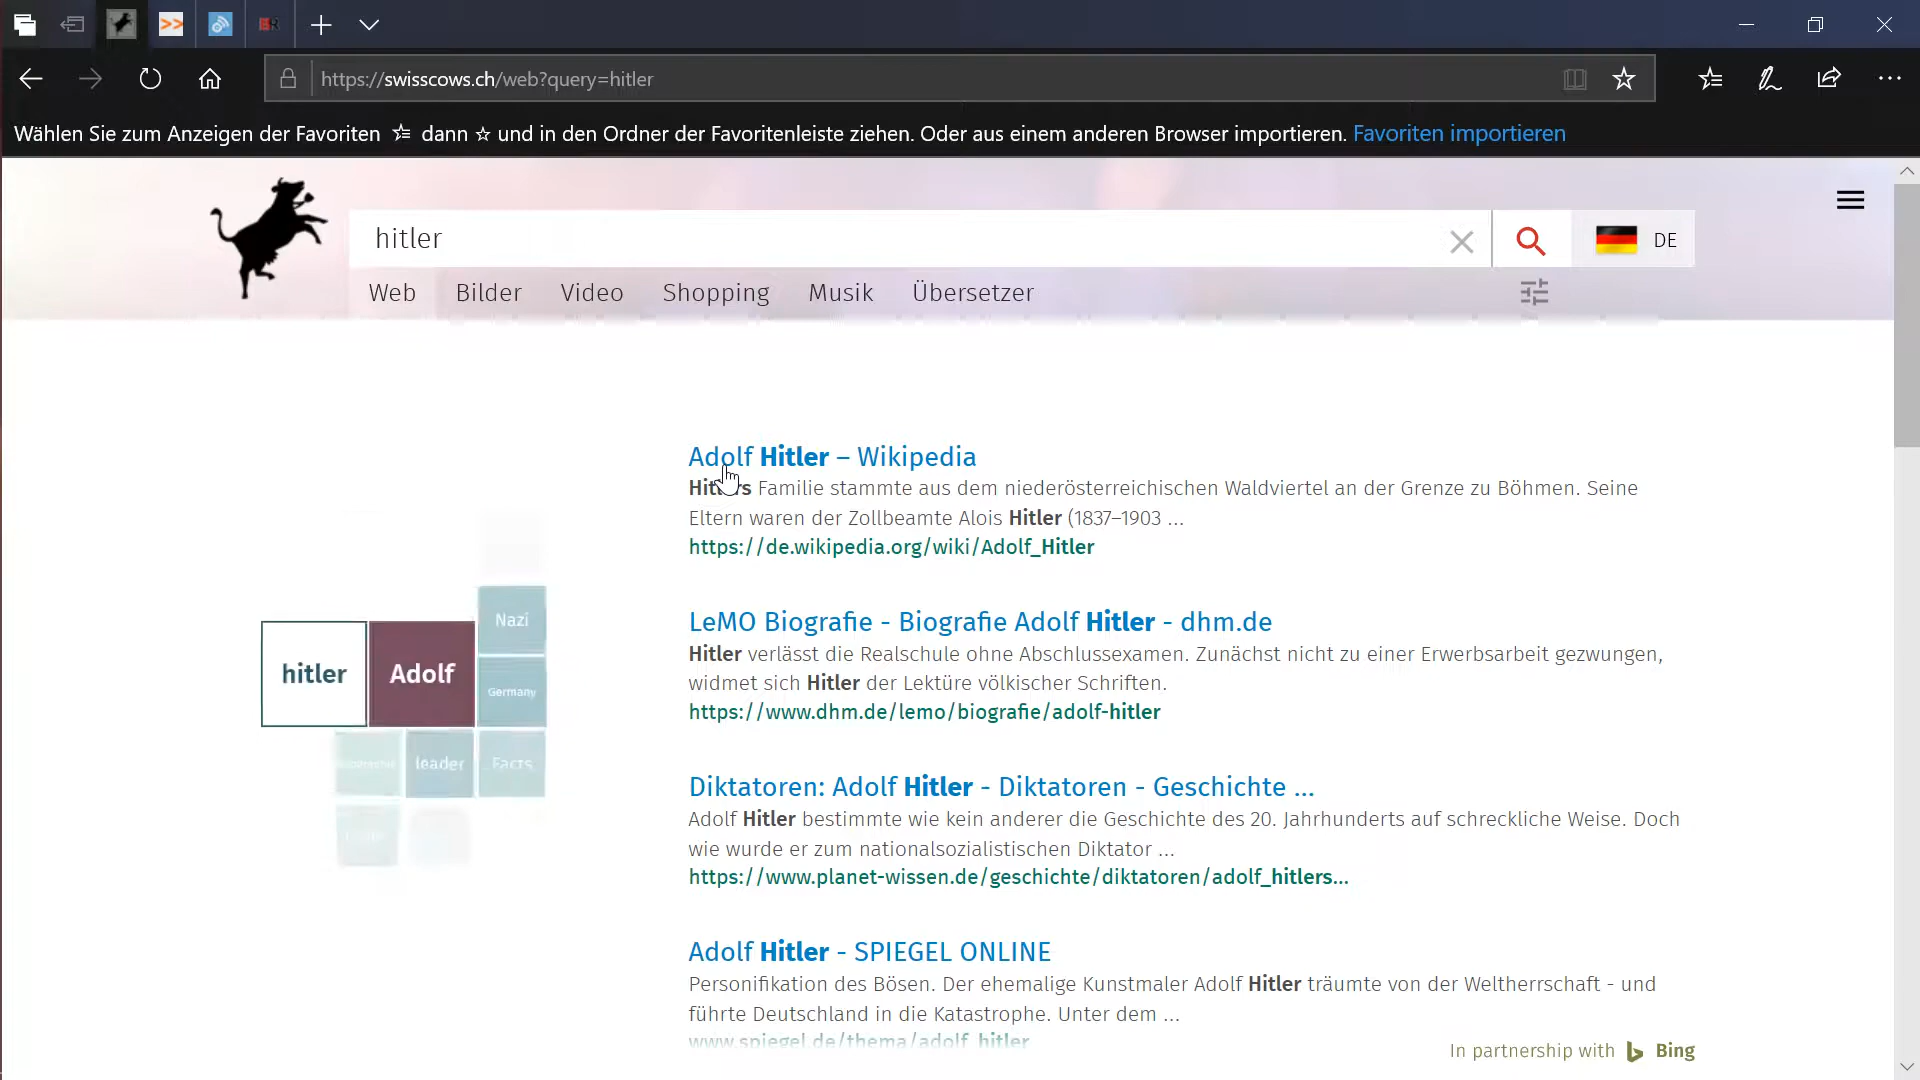 https://swisscows.ch/web?query=hitler
Wählen Sie zum Anzeigen der Favoriten dann ☆ und in den Ordner der Favoritenleiste ziehen. Oder aus einem anderen Browser importieren. Favoriten importieren
hitler
DE
Web Bilder Video Shopping Musik Übersetzer
Adolf Hitler – Wikipedia
Hitlers Familie stammte aus dem niederösterreichischen Waldviertel an der Grenze zu Böhmen. Seine
Eltern waren der Zollbeamte Alois Hitler (1837–1903 ...
https://de.wikipedia.org/wiki/Adolf_Hitler
LeMO Biografie - Biografie Adolf Hitler - dhm.de
Hitler verlässt die Realschule ohne Abschlussexamen. Zunächst nicht zu einer Erwerbsarbeit gezwungen,
widmet sich Hitler der Lektüre völkischer Schriften.
https://www.dhm.de/lemo/biografie/adolf-hitler
Diktatoren: Adolf Hitler - Diktatoren - Geschichte ...
Adolf Hitler bestimmte wie kein anderer die Geschichte des 20. Jahrhunderts auf schreckliche Weise. Doch
wie wurde er zum nationalsozialistischen Diktator ...
https://www.planet-wissen.de/geschichte/diktatoren/adolf_hitlers...
Adolf Hitler - SPIEGEL ONLINE
Personifikation des Bösen. Der ehemalige Kunstmaler Adolf Hitler träumte von der Weltherrschaft - und
führte Deutschland in die Katastrophe. Unter dem ...
www.spiegel.de/thema/adolf_hitler
Nazi
hitler Adolf
Germany
leader Facts
In partnership with Bing